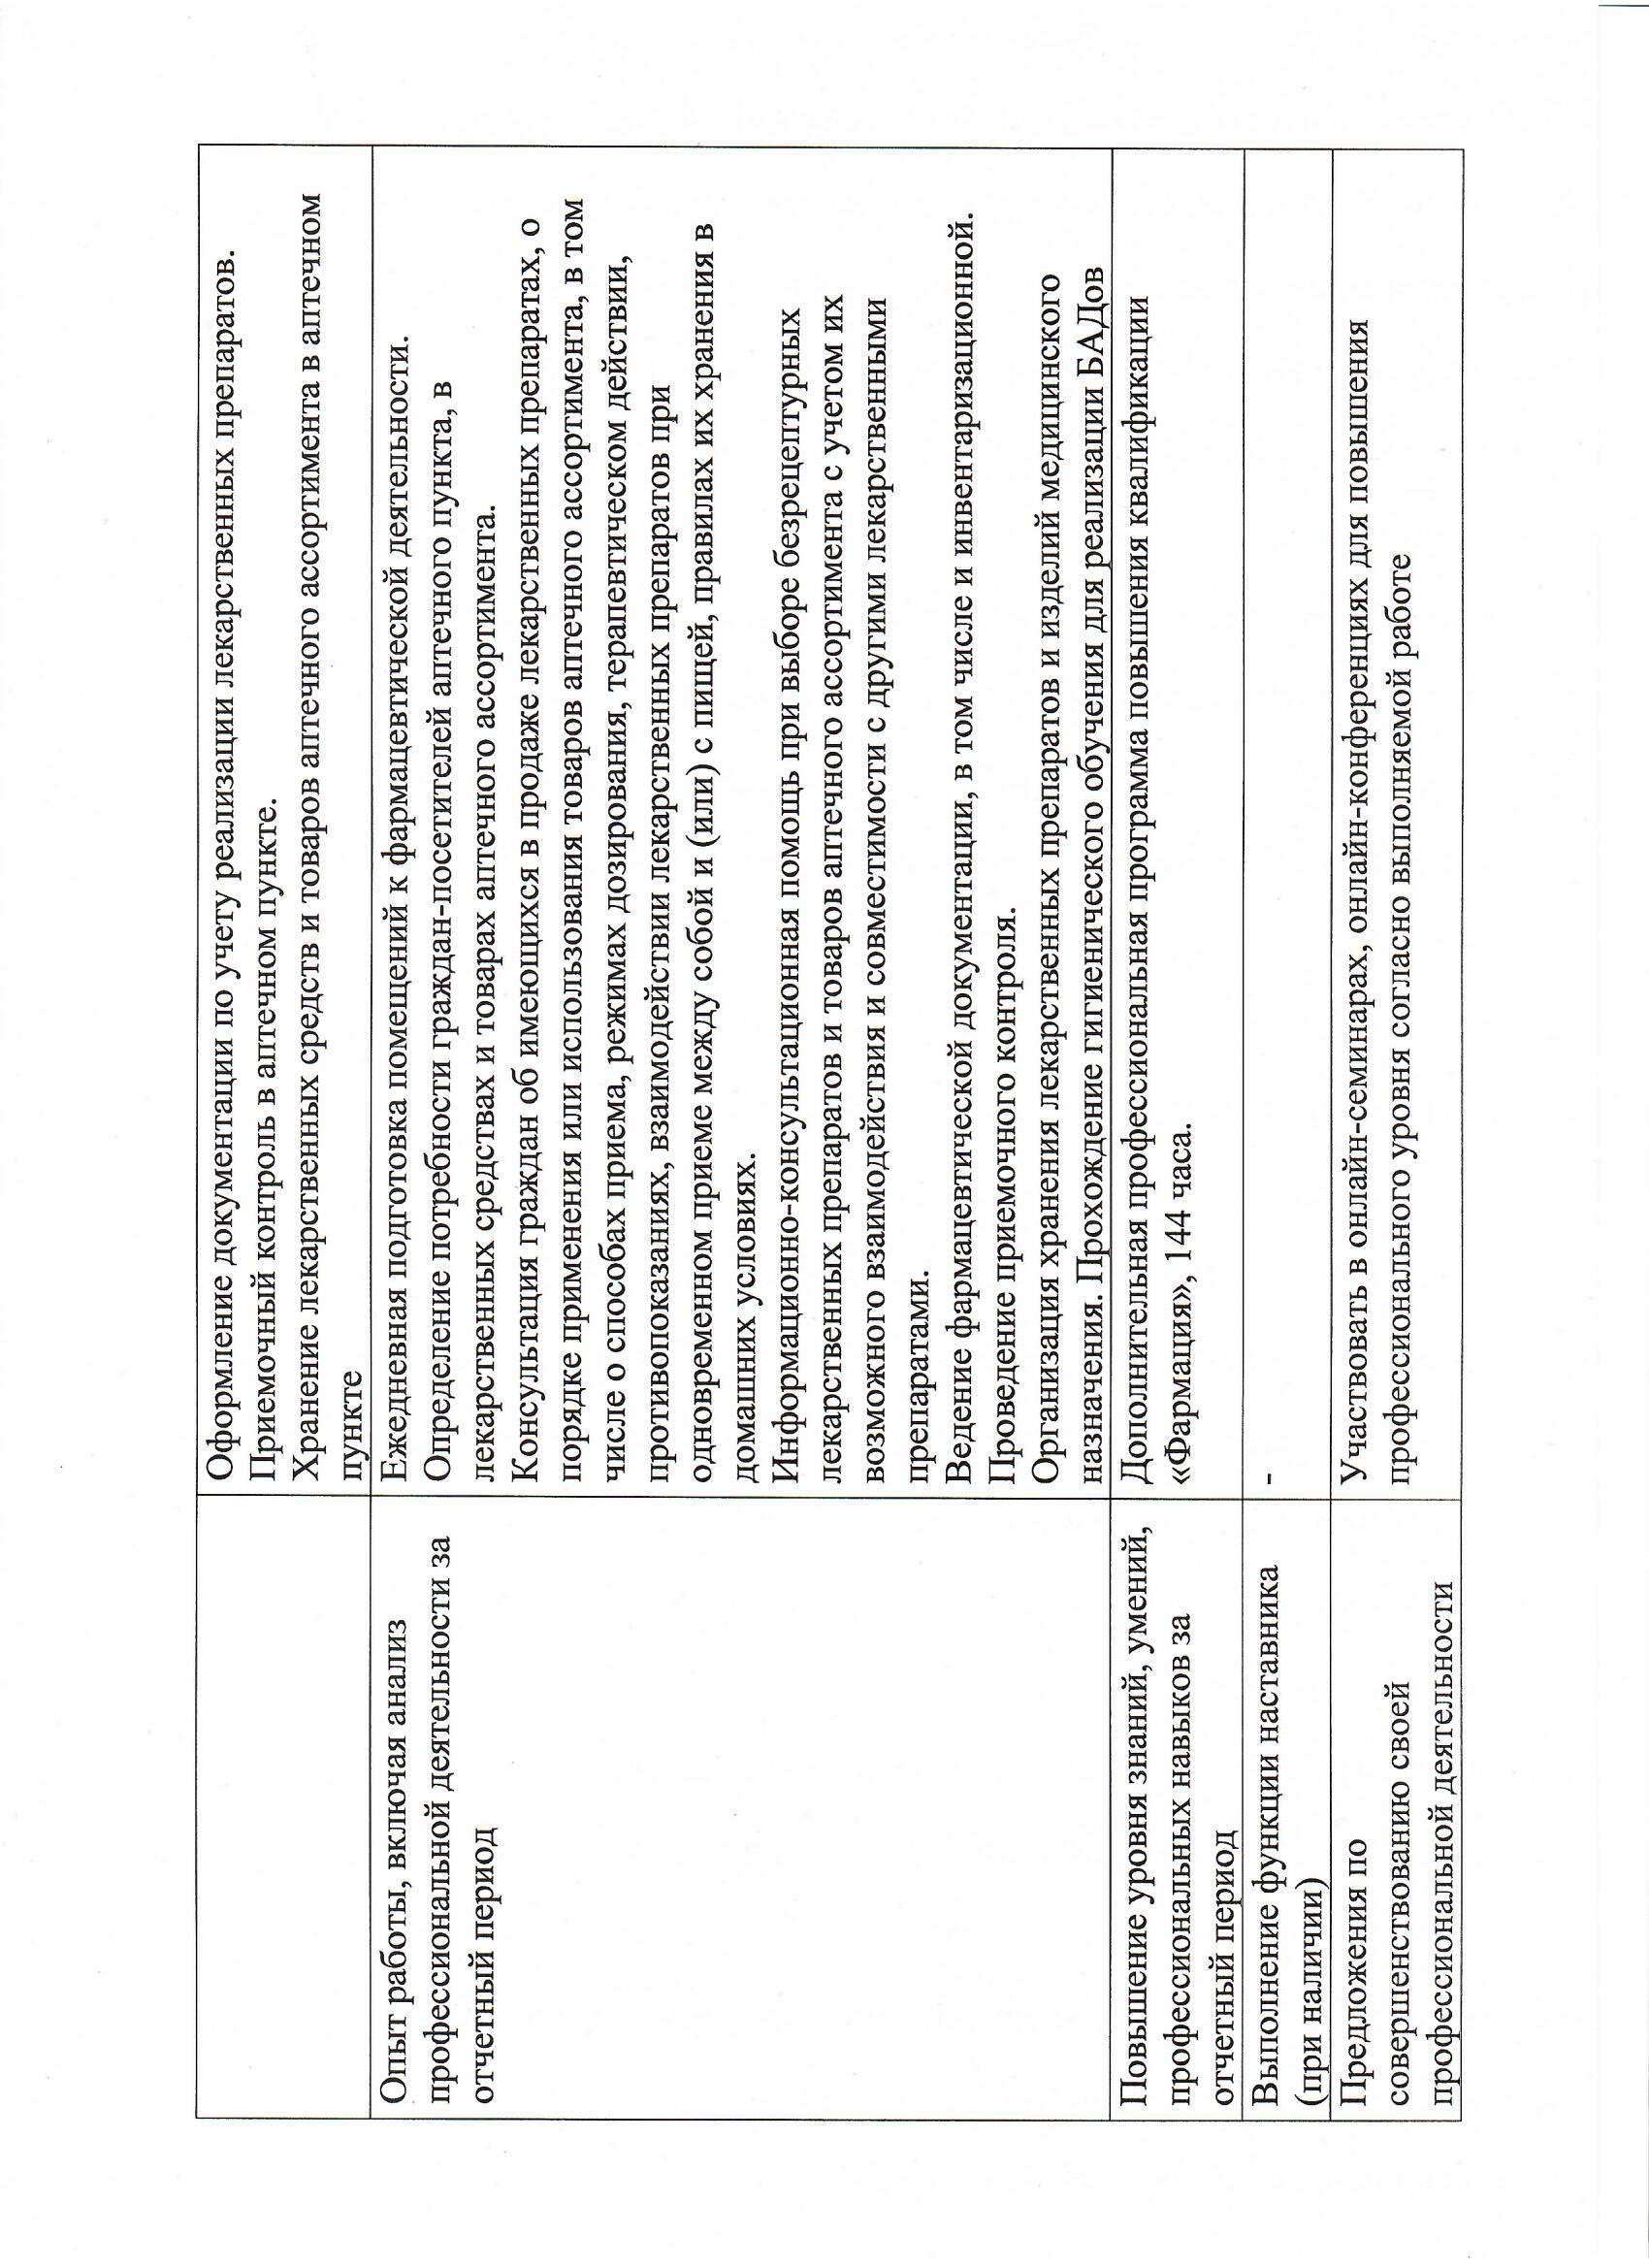 Оформление документации по учету реализации лекарственных препаратов.
Приемочный контроль в аптечном пункте.
Хранение лекарственных средств и товаров аптечного ассортимента в аптечном
пункте
Опыт работы, включая анализ
профессиональной деятельности за
отчетный период
Ежедневная подготовка помещений к фармацевтической деятельности.
Определение потребности граждан-посетителей аптечного пункта, в
лекарственных средствах и товарах аптечного ассортимента.
Консультация граждан об имеющихся в продаже лекарственных препаратах, о
порядке применения или использования товаров аптечного ассортимента, в том
числе о способах приема, режимах дозирования, терапевтическом действии,
противопоказаниях, взаимодействии лекарственных препаратов при
одновременном приеме между собой и (или) с пищей, правилах их хранения в
домашних условиях.
Информационно-консультационная помощь при выборе безрецептурных
лекарственных препаратов и товаров аптечного ассортимента с учетом их
возможного взаимодействия и совместимости с другими лекарственными
препаратами.
Ведение фармацевтической документации, в том числе и инвентаризационной.
Проведение приемочного контроля.
Организация хранения лекарственных препаратов и изделий медицинского
назначения. Прохождение гигиенического обучения для реализации БАДов
Повышение уровня знаний, умений,
профессиональных навыков за
отчетный период
Дополнительная профессиональная программа повышения квалификации
«Фармация», 144 часа.
Выполнение функции наставника
(при наличии)
-
Предложения по
совершенствованию своей
профессиональной деятельности
Участвовать в онлайн-семинарах, онлайн-конференциях для повышения
профессионального уровня согласно выполняемой работе